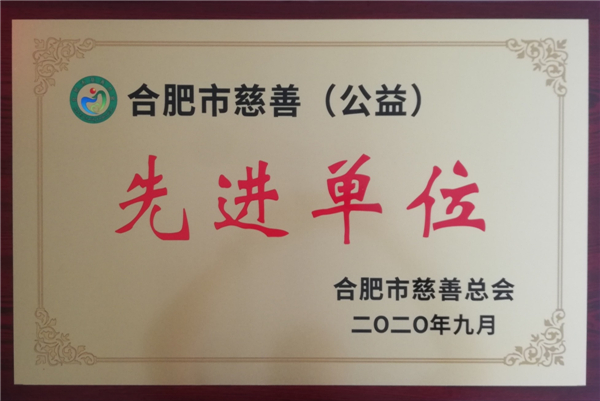 合肥市慈善（公益）
先进单位
合肥市慈善总会
二〇二〇年九月